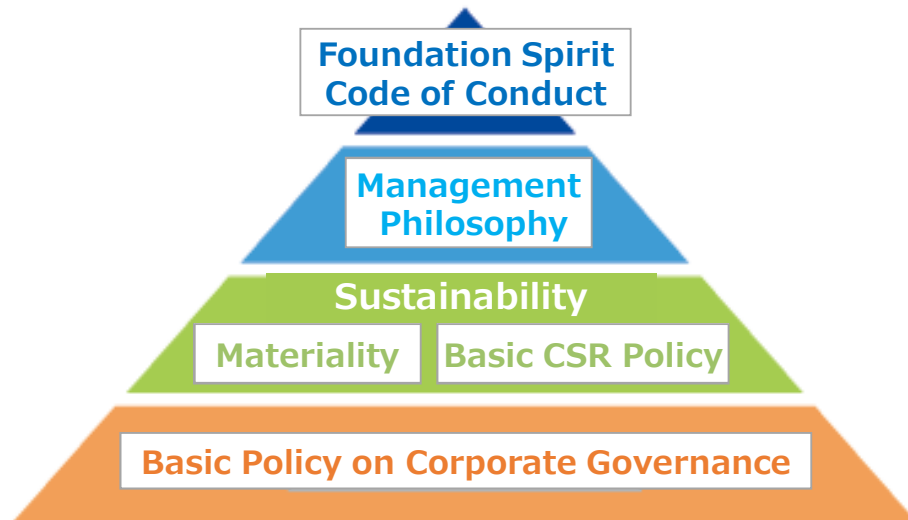 Foundation Spirit
Code of Conduct
Management
Philosophy
Sustainability
Materiality
Basic CSR Policy
Basic Policy on Corporate Governance